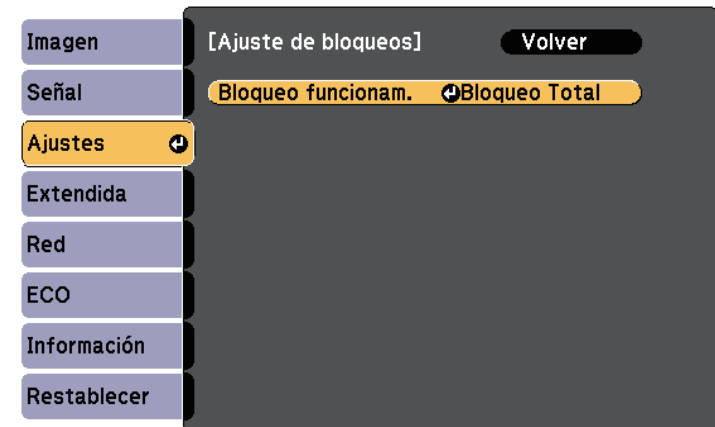 Imagen
Señal
Ajustes
Extendida
Red
ECO
Información
Restablecer
[Ajuste de bloqueos] Volver
Bloqueo funcionam. Bloqueo Total